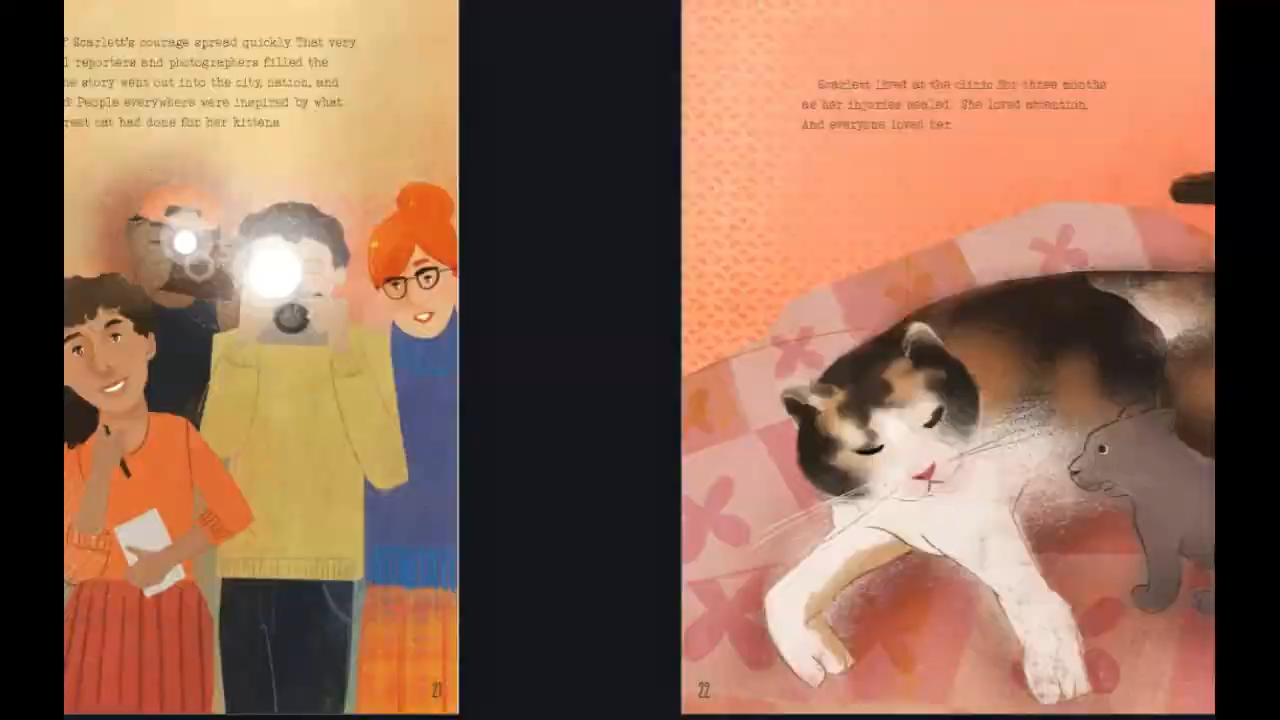 Scarlett's courage spread quickly. That very
reporters and photographers filled the
story went out into the city, nation, and
People everywhere were inspired by what
cat had done for her kittens
21
Scarlett lived at the clinic for three months
as her injuries healed. She loved attention.
And everyone loved her.
22